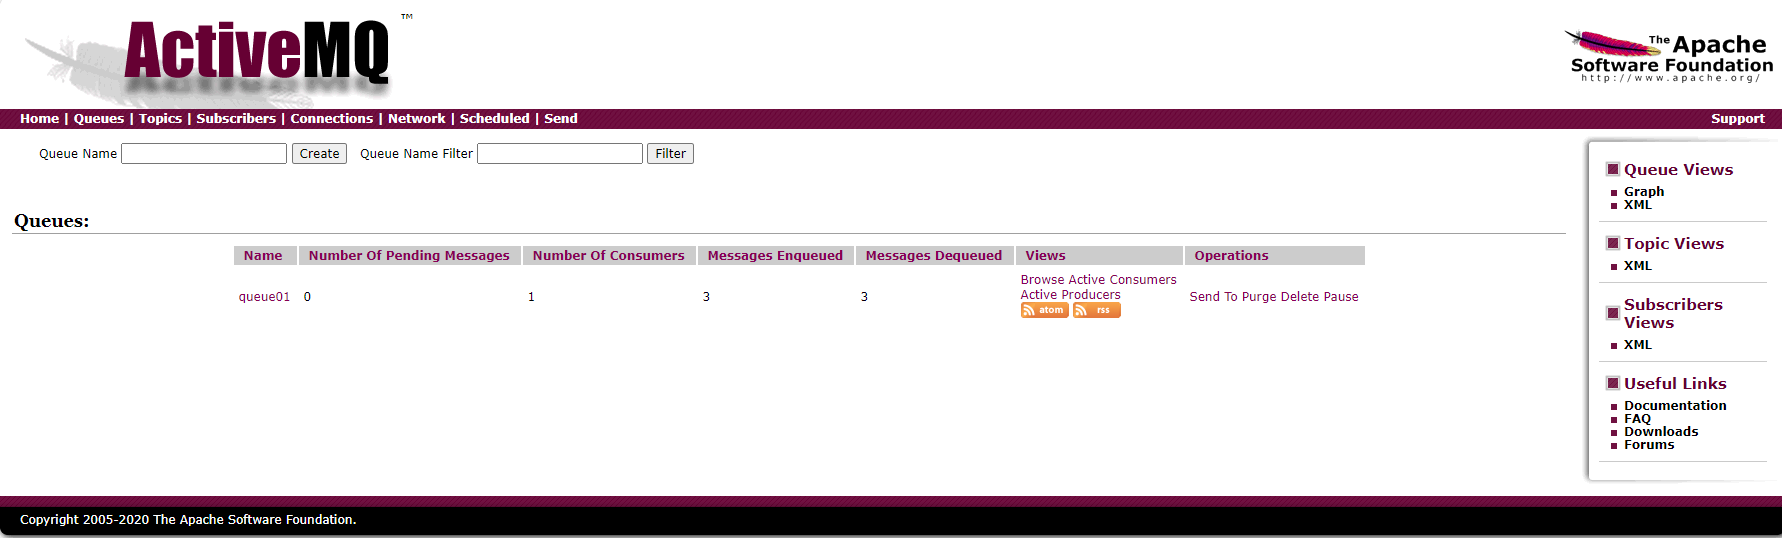 ActiveMQ ™
The Apache
Software Foundation
http://www.apache.org/
Home | Queues | Topics | Subscribers | Connections | Network | Scheduled | Send
Support
Queue Name Create Queue Name Filter Filter
Queues:
Name Number Of Pending Messages Number Of Consumers Messages Enqueued Messages Dequeued Views Operations
queue01 0 1 3 3 Browse Active Consumers
Active Producers
atom rss
Send To Purge Delete Pause
Queue Views
Graph
XML
Topic Views
XML
Subscribers
Views
XML
Useful Links
Documentation
FAQ
Downloads
Forums
Copyright 2005-2020 The Apache Software Foundation.